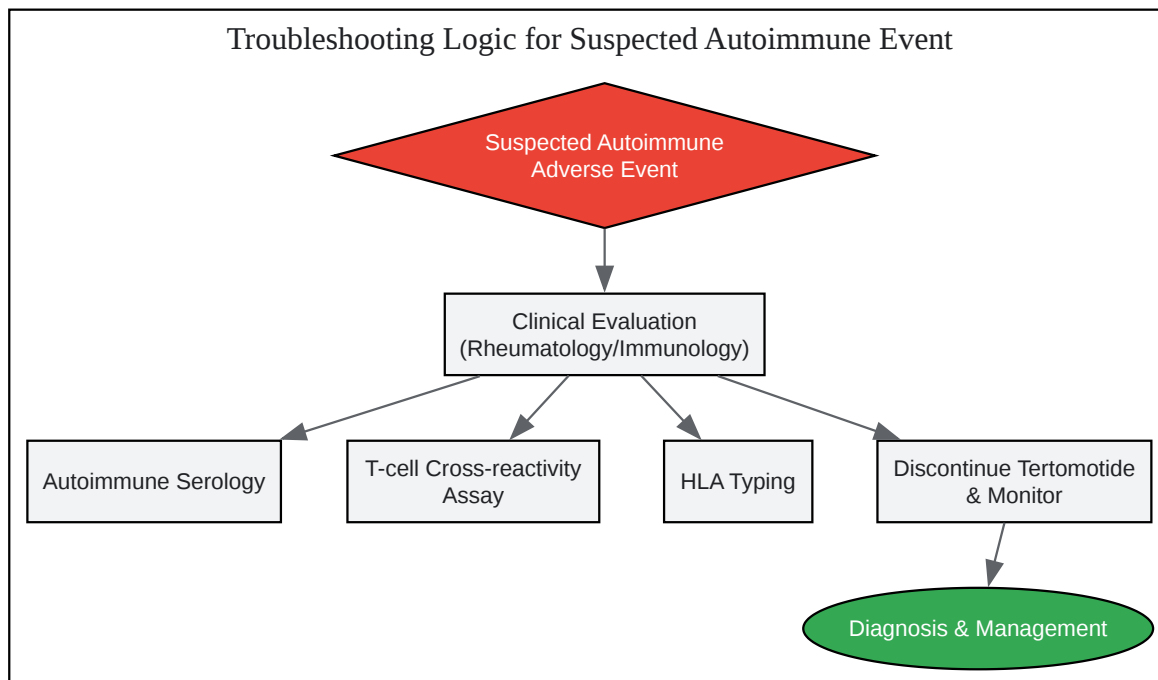 Troubleshooting Logic for Suspected Autoimmune Event
Suspected Autoimmune
Adverse Event
Clinical Evaluation
(Rheumatology/Immunology)
Autoimmune Serology
T-cell Cross-reactivity
Assay
HLA Typing
Discontinue Tertomotide
& Monitor
Diagnosis & Management